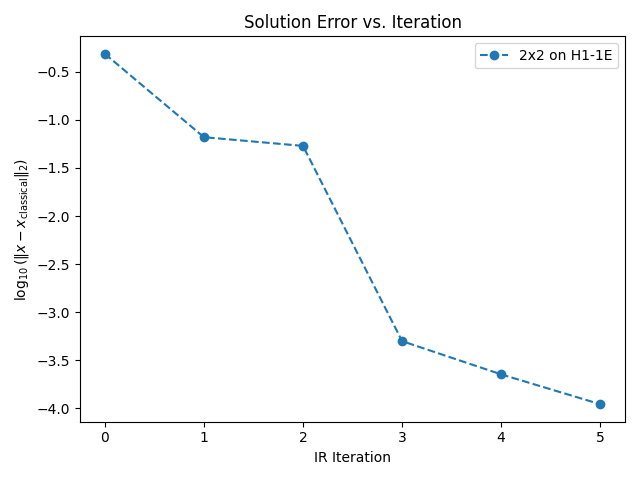 Solution Error vs. Iteration
2x2 on H1-1E
−0.5
−1.0
−1.5
−2.0
−2.5
−3.0
−3.5
−4.0
log₁₀(‖x − x_classical‖₂)
0 1 2 3 4 5
IR Iteration